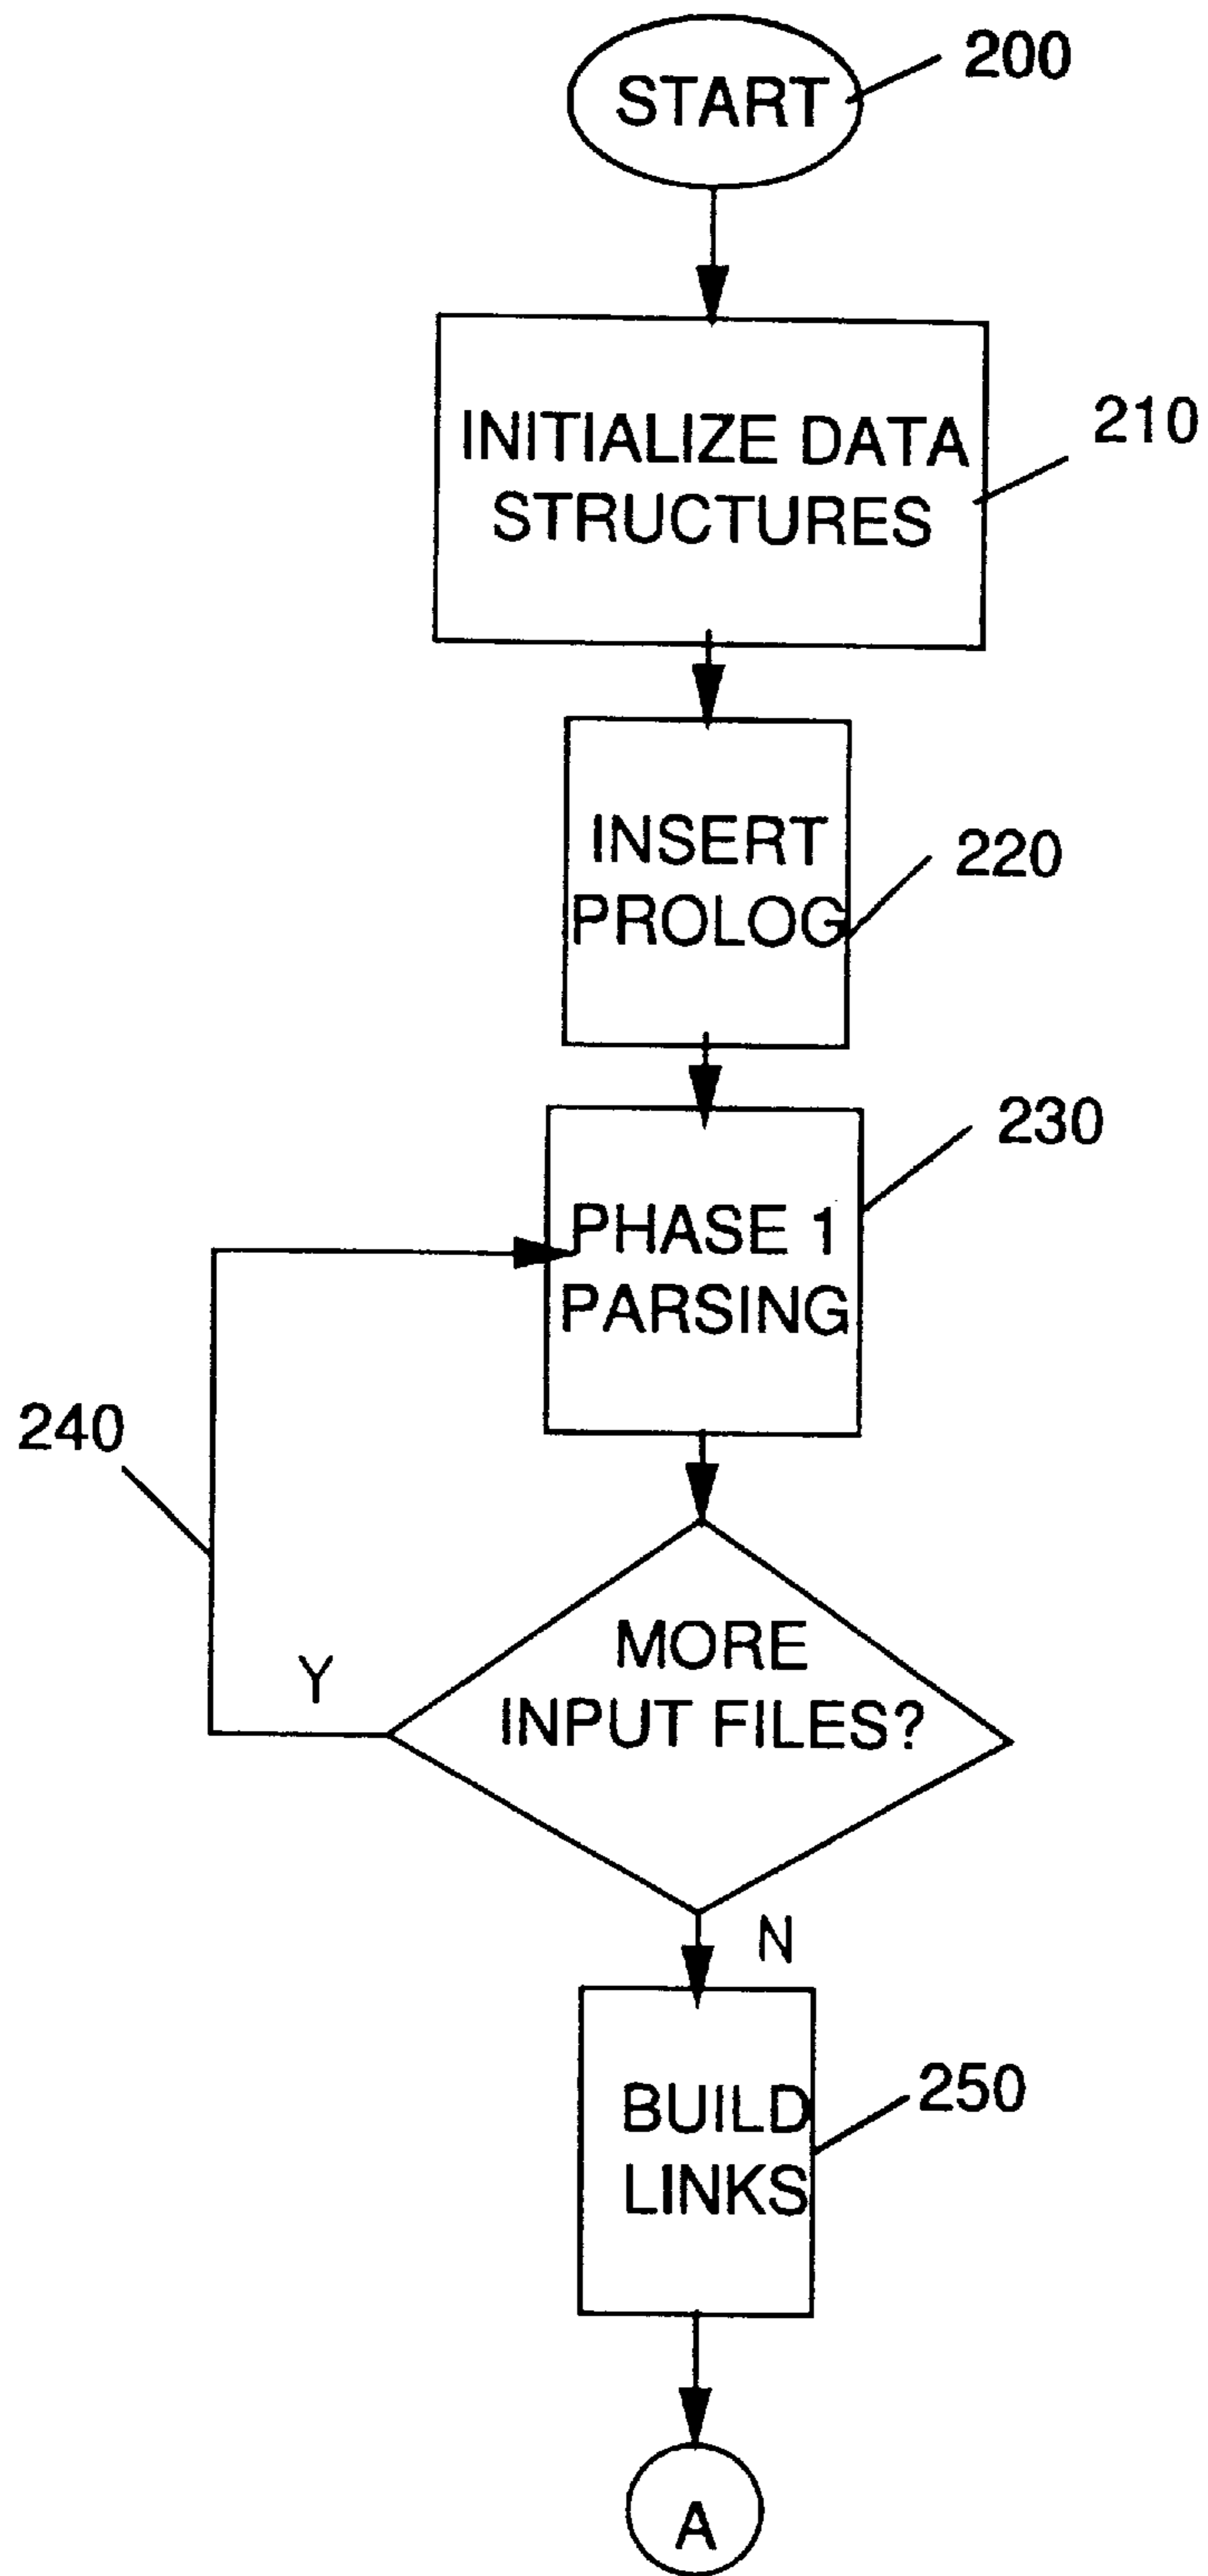 START
200
INITIALIZE DATA
STRUCTURES
210
INSERT
PROLOG
220
PHASE 1
PARSING
230
240
MORE
INPUT FILES?
Y
N
BUILD
LINKS
250
A